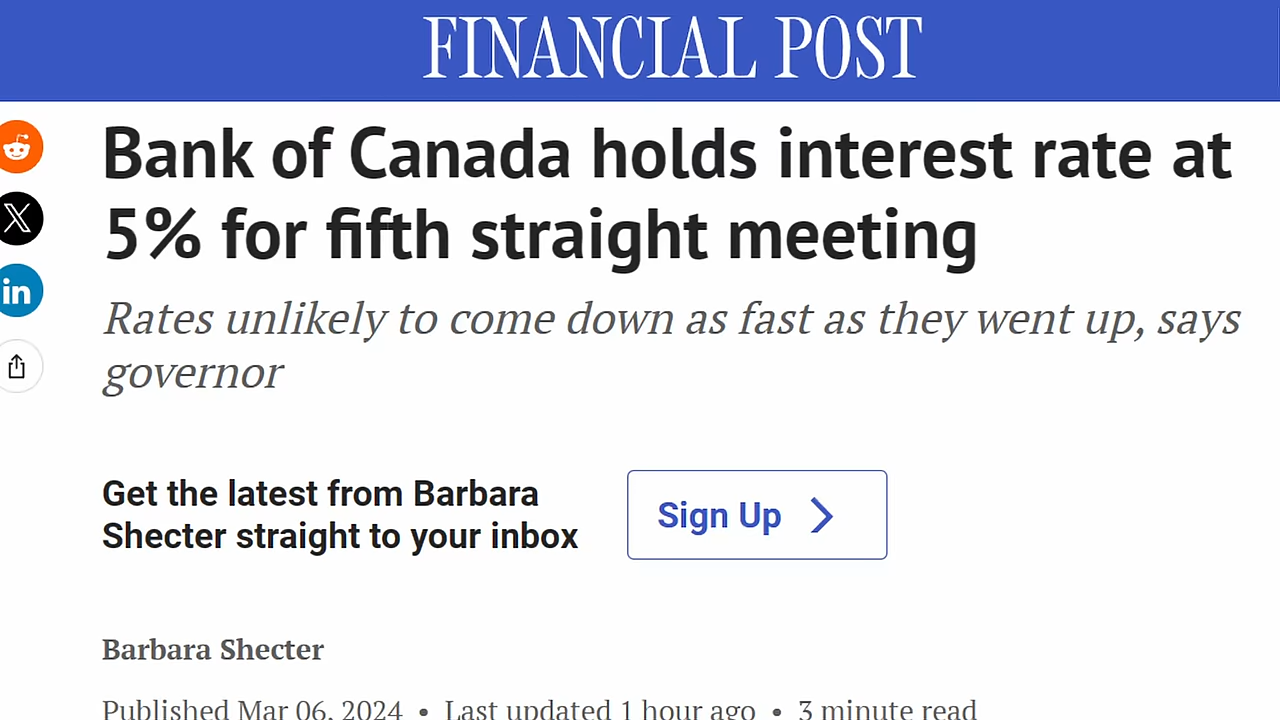 FINANCIAL POST
Bank of Canada holds interest rate at
5% for fifth straight meeting
Rates unlikely to come down as fast as they went up, says
governor
Get the latest from Barbara
Shecter straight to your inbox
Sign Up
Barbara Shecter
Published Mar 06, 2024 • Last updated 1 hour ago • 3 minute read